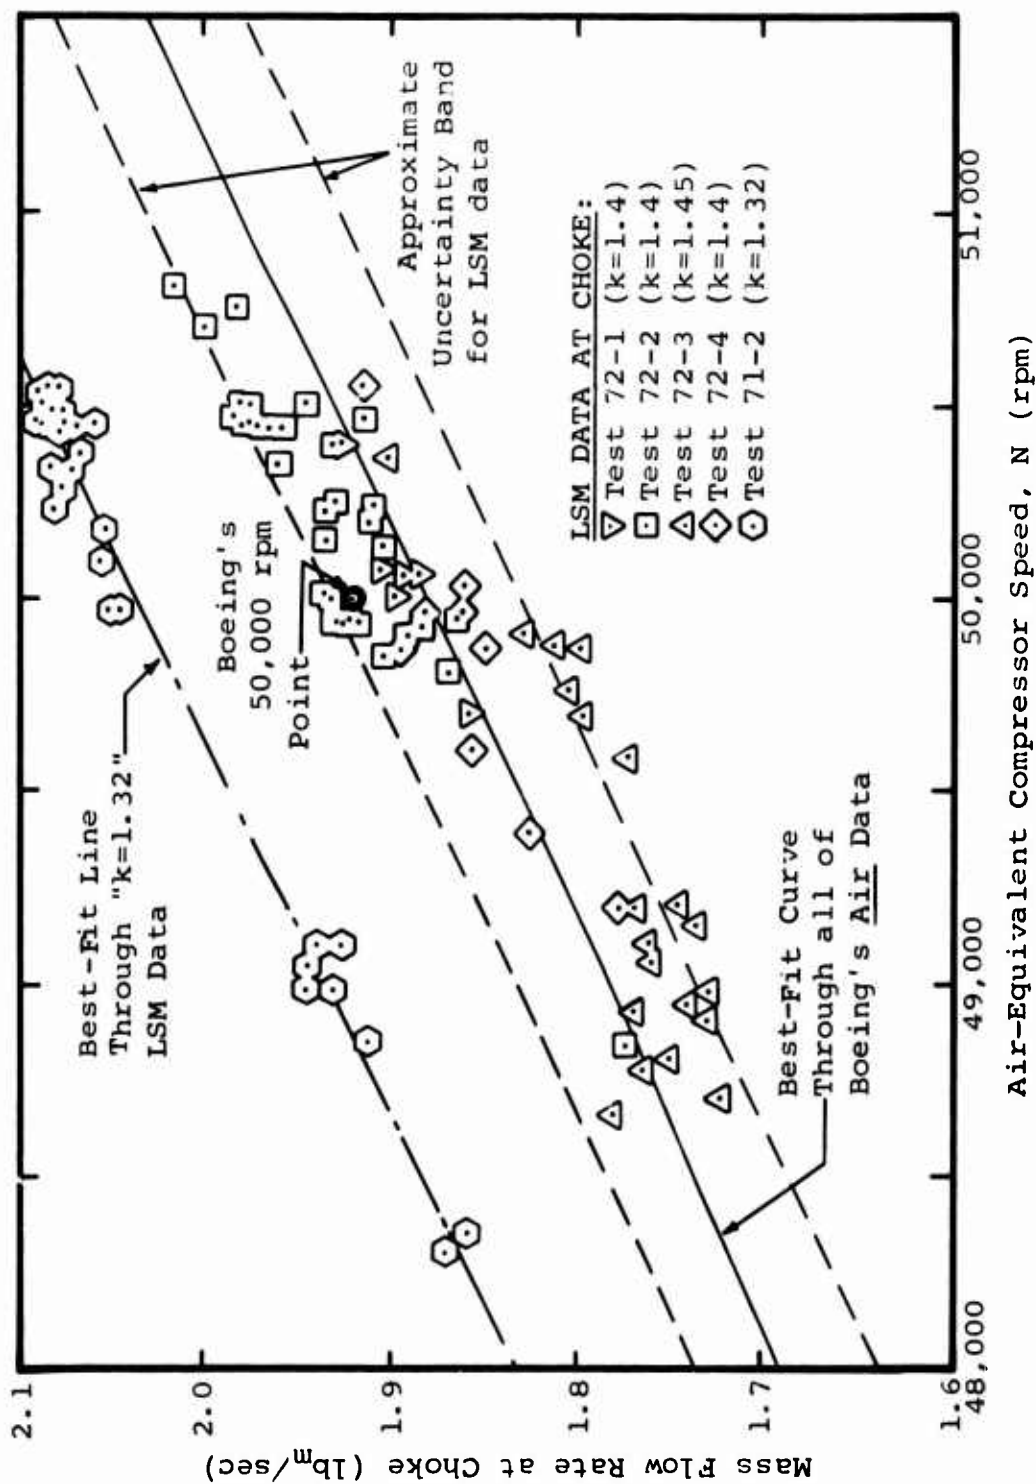 2.1
2.0
1.9
1.8
1.7
1.6
Mass Flow Rate at Choke (lbm/sec)
48,000
49,000
50,000
51,000
Air-Equivalent Compressor Speed, N (rpm)
Best-Fit Line
Through "k=1.32"
LSM Data
Boeing's
50,000 rpm
Point
Approximate
Uncertainty Band
for LSM data
LSM DATA AT CHOKE:
Test 72-1 (k=1.4)
Test 72-2 (k=1.4)
Test 72-3 (k=1.45)
Test 72-4 (k=1.4)
Test 71-2 (k=1.32)
Best-Fit Curve
Through all of
Boeing's Air Data